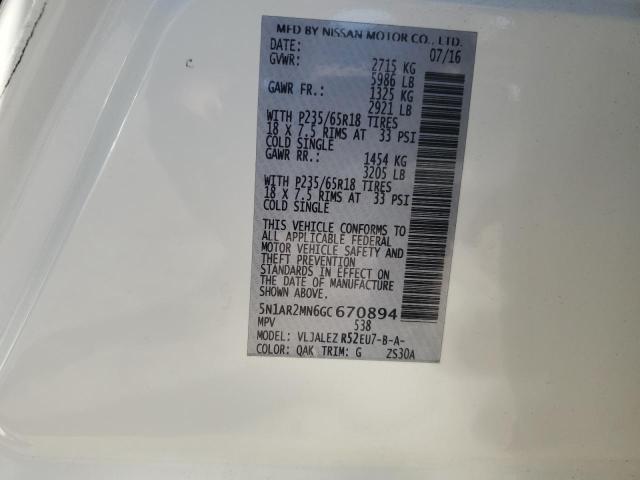 MFD BY NISSAN MOTOR CO., LTD.
DATE: 07/16
GVWR: 2715 KG
5986 LB
GAWR FR.: 1325 KG
2921 LB
WITH P235/65R18 TIRES
18 X 7.5 RIMS AT 33 PSI
COLD SINGLE
GAWR RR.: 1454 KG
3205 LB
WITH P235/65R18 TIRES
18 X 7.5 RIMS AT 33 PSI
COLD SINGLE
THIS VEHICLE CONFORMS TO
ALL APPLICABLE FEDERAL
MOTOR VEHICLE SAFETY AND
THEFT PREVENTION
STANDARDS IN EFFECT ON
THE DATE OF MANUFACTURE
SHOWN ABOVE.
5N1AR2MN6GC670894
MPV 538
MODEL: VLJALEZ R52EU7-B-A-
COLOR: QAK TRIM: G ZS30A